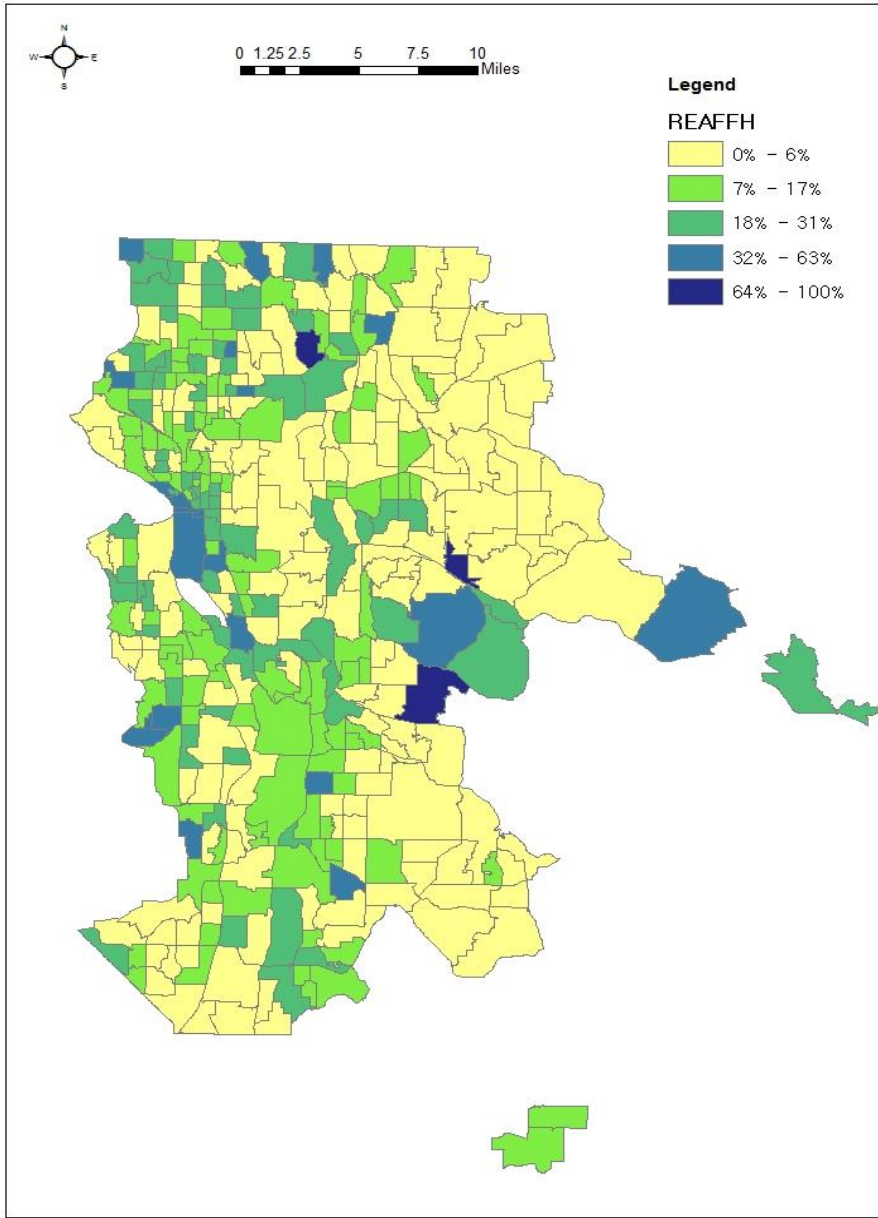 N
W E
S
0 1.25 2.5 5 7.5 10
Miles
Legend
REAFFH
0% - 6%
7% - 17%
18% - 31%
32% - 63%
64% - 100%